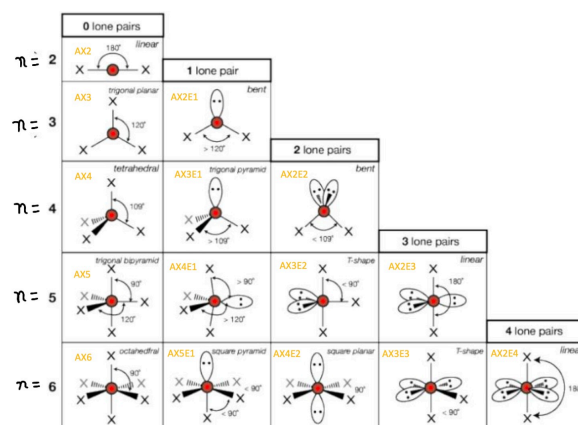 0 lone pairs
n = 2
AX2
180°
linear
X
X
1 lone pair
n = 3
AX3
trigonal planar
X
120°
X
X
AX2E1
bent
X
X
> 120°
2 lone pairs
n = 4
AX4
tetrahedral
X
109°
X
X
X
AX3E1
trigonal pyramid
X
X
X
> 109°
AX2E2
bent
X
X
< 109°
3 lone pairs
n = 5
AX5
trigonal bipyramid
X
90°
X
X
X
120°
X
AX4E1
X
> 90°
X
X
> 120°
X
AX3E2
T-shape
X
< 90°
X
X
AX2E3
linear
X
180°
X
4 lone pairs
n = 6
AX6
octahedfral
X
90°
X
X
X
X
X
AX5E1
square pyramid
X
X
< 90°
X
X
X
< 90°
AX4E2
square planar
X
X
90°
X
X
AX3E3
T-shape
X
X
X
< 90°
AX2E4
linear
X
X